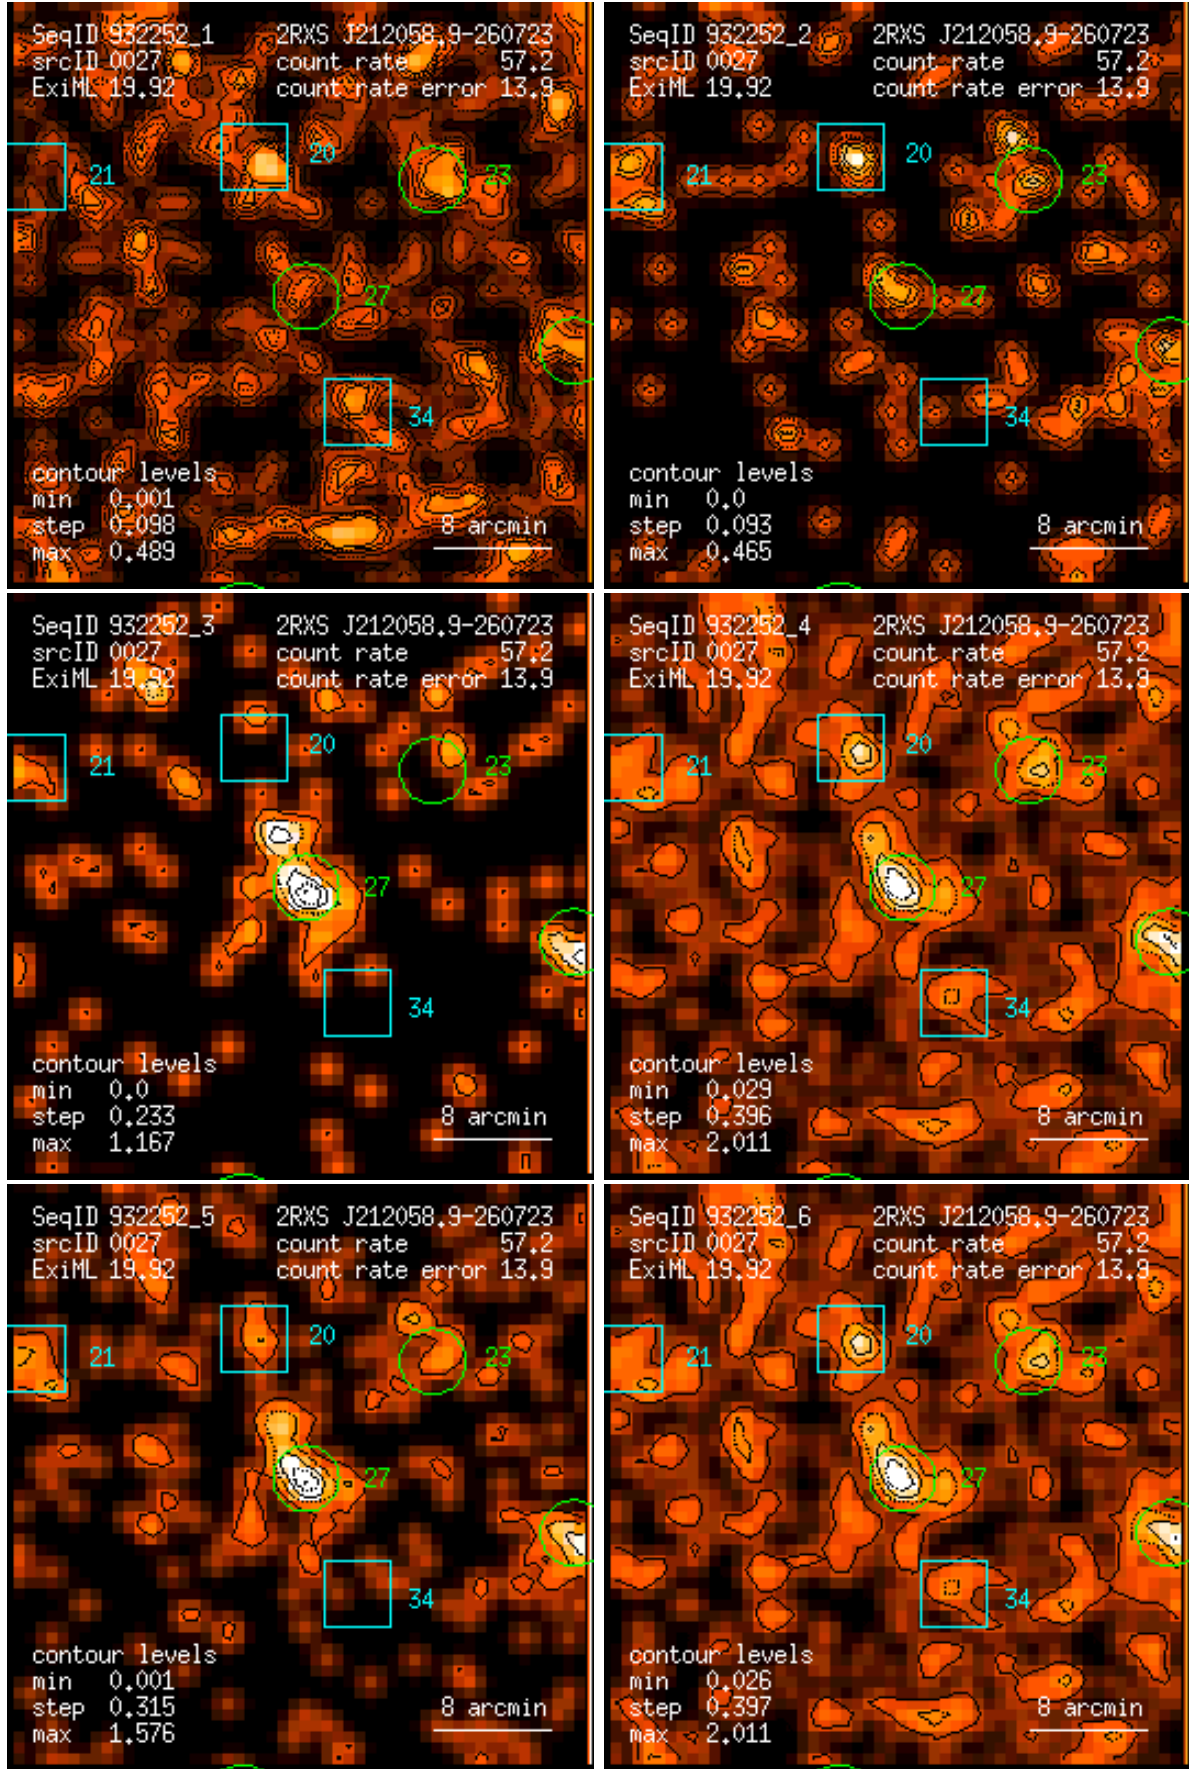 SeqID 932252_1 2RXS J212058.9-260723
srcID 0027 count rate 57.2
ExiML 19.92 count rate error 13.9
20
21
23
27
34
contour levels
min 0.001
step 0.098
max 0.489
8 arcmin
SeqID 932252_2 2RXS J212058.9-260723
srcID 0027 count rate 57.2
ExiML 19.92 count rate error 13.9
20
21
23
27
34
contour levels
min 0.0
step 0.093
max 0.465
8 arcmin
SeqID 932252_3 2RXS J212058.9-260723
srcID 0027 count rate 57.2
ExiML 19.92 count rate error 13.9
20
21
23
27
34
contour levels
min 0.0
step 0.233
max 1.167
8 arcmin
SeqID 932252_4 2RXS J212058.9-260723
srcID 0027 count rate 57.2
ExiML 19.92 count rate error 13.9
20
21
23
27
34
contour levels
min 0.029
step 0.396
max 2.011
8 arcmin
SeqID 932252_5 2RXS J212058.9-260723
srcID 0027 count rate 57.2
ExiML 19.92 count rate error 13.9
20
21
23
27
34
contour levels
min 0.001
step 0.315
max 1.576
8 arcmin
SeqID 932252_6 2RXS J212058.9-260723
srcID 0027 count rate 57.2
ExiML 19.92 count rate error 13.9
20
21
23
27
34
contour levels
min 0.026
step 0.397
max 2.011
8 arcmin